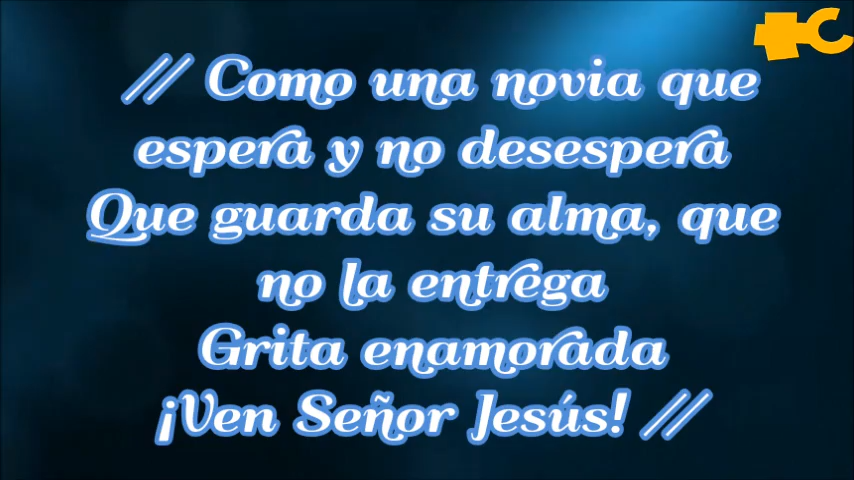 // Como una novia que
espera y no desespera
Que guarda su alma, que
no la entrega
Grita enamorada
¡Ven Señor Jesús! //